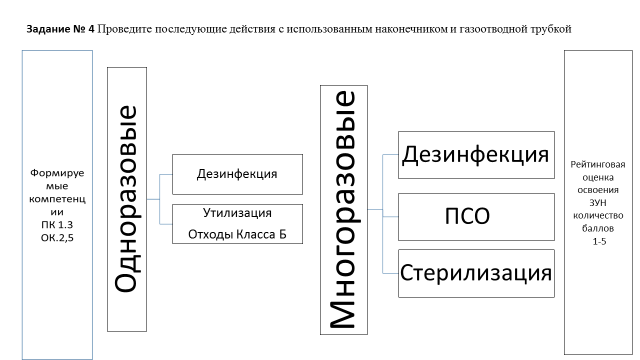 Задание № 4 Проведите последующие действия с использованным наконечником и газоотводной трубкой
Формируе
мые
компетенц
ии
ПК 1.3
ОК.2,5
Одноразовые
Дезинфекция
Утилизация
Отходы Класса Б
Многоразовые
Дезинфекция
ПСО
Стерилизация
Рейтинговая
оценка
освоения
ЗУН
количество
баллов
1-5